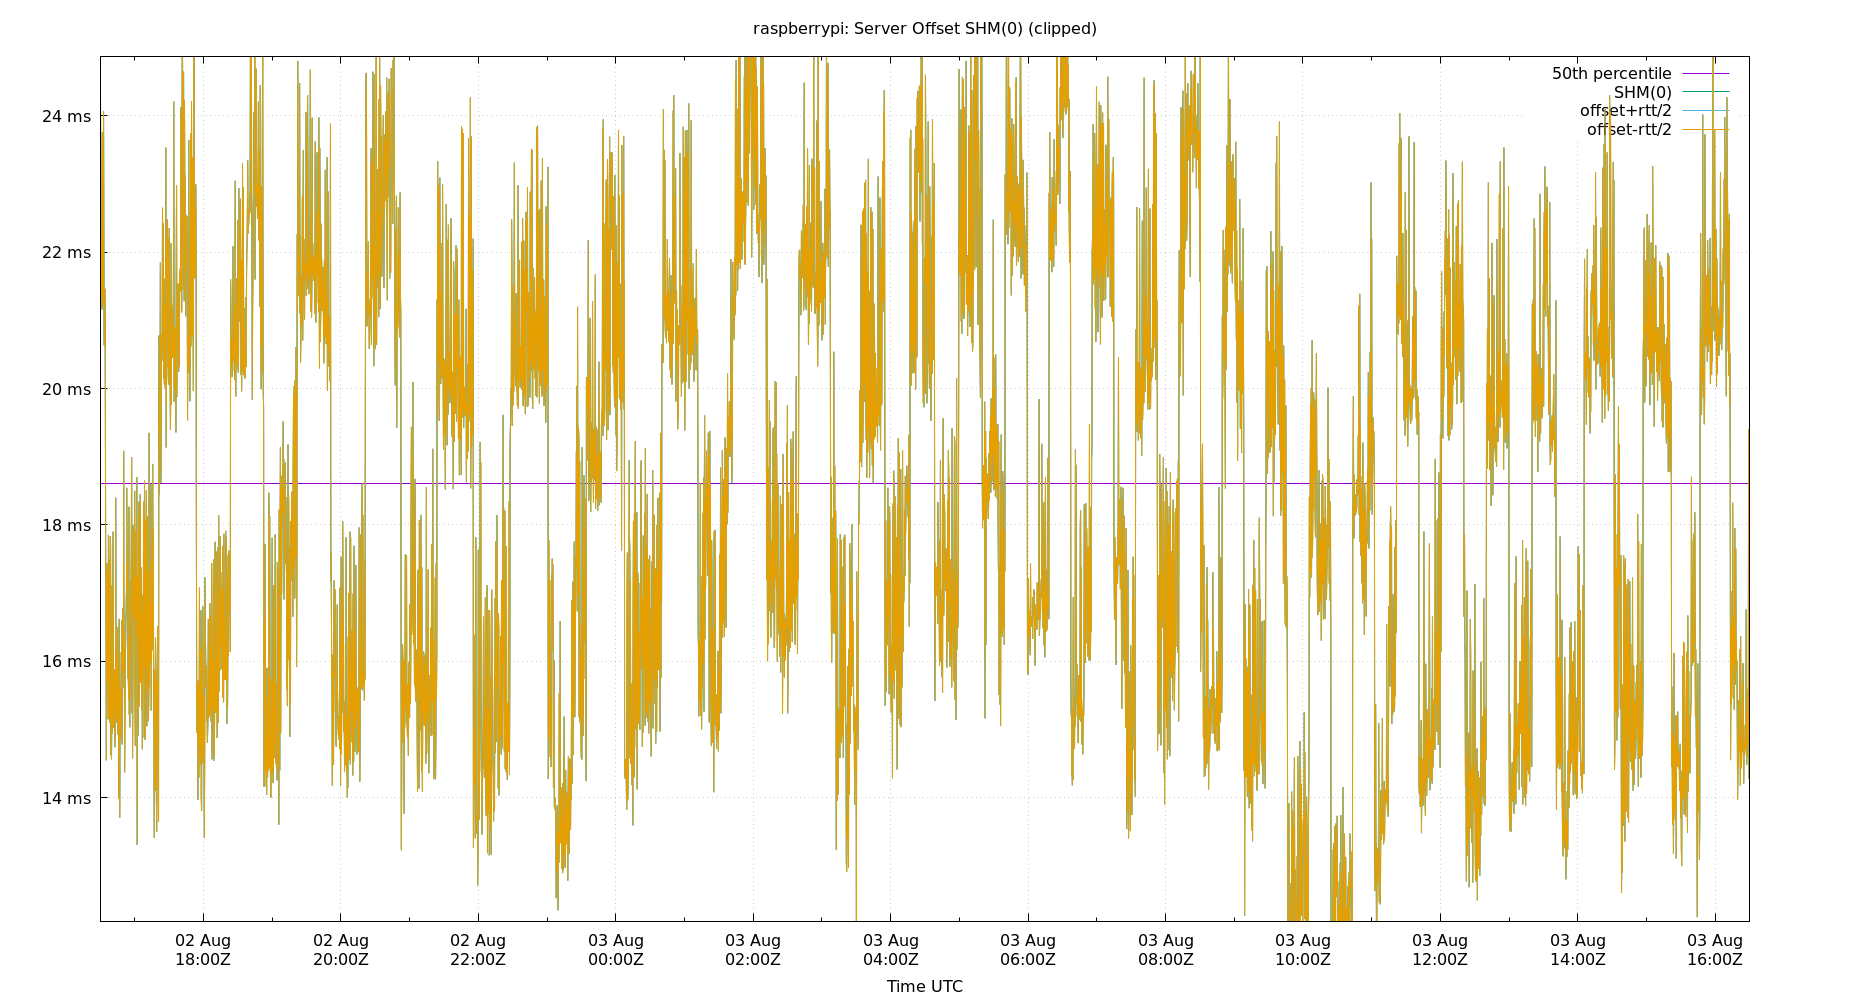 raspberrypi: Server Offset SHM(0) (clipped)
50th percentile
SHM(0)
offset+rtt/2
offset-rtt/2
24 ms
22 ms
20 ms
18 ms
16 ms
14 ms
02 Aug 02 Aug 02 Aug 03 Aug 03 Aug 03 Aug 03 Aug 03 Aug 03 Aug 03 Aug 03 Aug 03 Aug
18:00Z 20:00Z 22:00Z 00:00Z 02:00Z 04:00Z 06:00Z 08:00Z 10:00Z 12:00Z 14:00Z 16:00Z
Time UTC